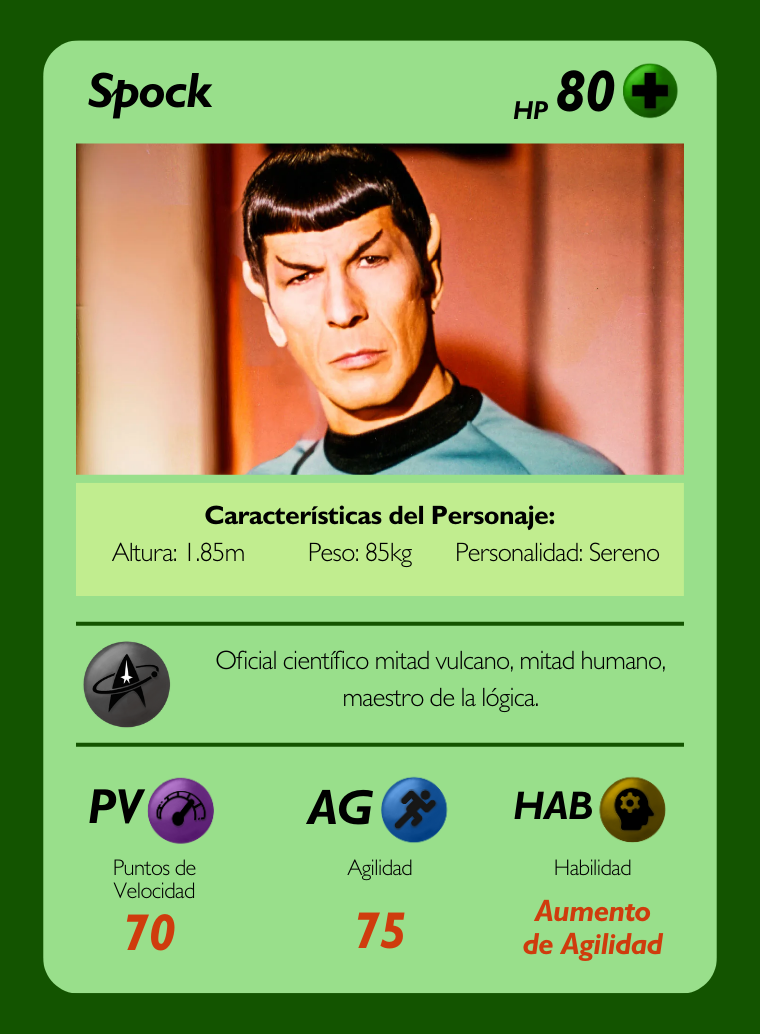 Spock
HP 80
Características del Personaje:
Altura: 1.85m Peso: 85kg Personalidad: Sereno
Oficial científico mitad vulcano, mitad humano,
maestro de la lógica.
PV AG HAB
Puntos de
Velocidad
Agilidad
Habilidad
70
75
Aumento
de Agilidad